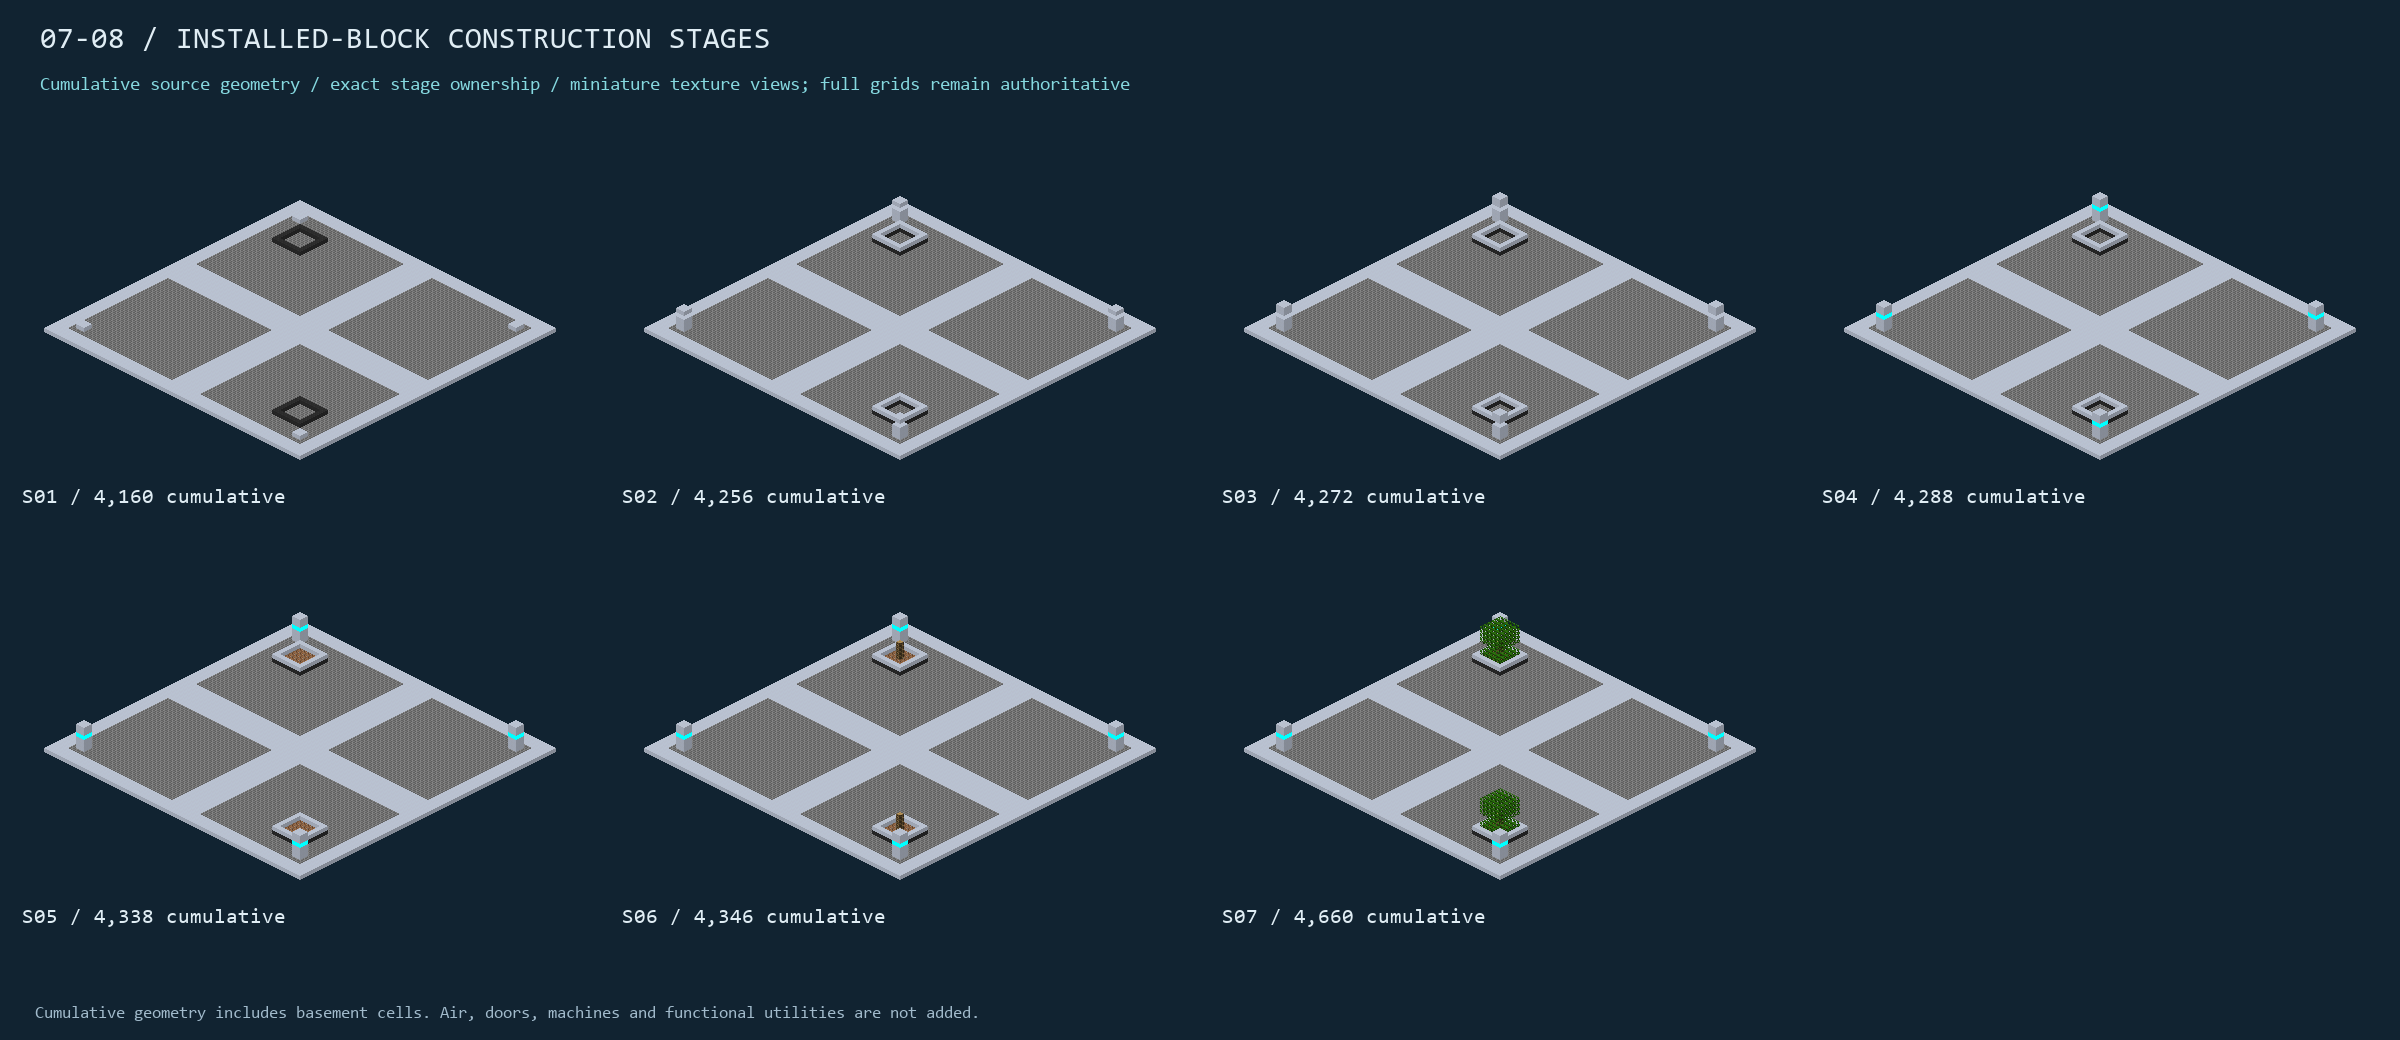 07-08 / INSTALLED-BLOCK CONSTRUCTION STAGES
Cumulative source geometry / exact stage ownership / miniature texture views; full grids remain authoritative
S01 / 4,160 cumulative
S02 / 4,256 cumulative
S03 / 4,272 cumulative
S04 / 4,288 cumulative
S05 / 4,338 cumulative
S06 / 4,346 cumulative
S07 / 4,660 cumulative
Cumulative geometry includes basement cells. Air, doors, machines and functional utilities are not added.